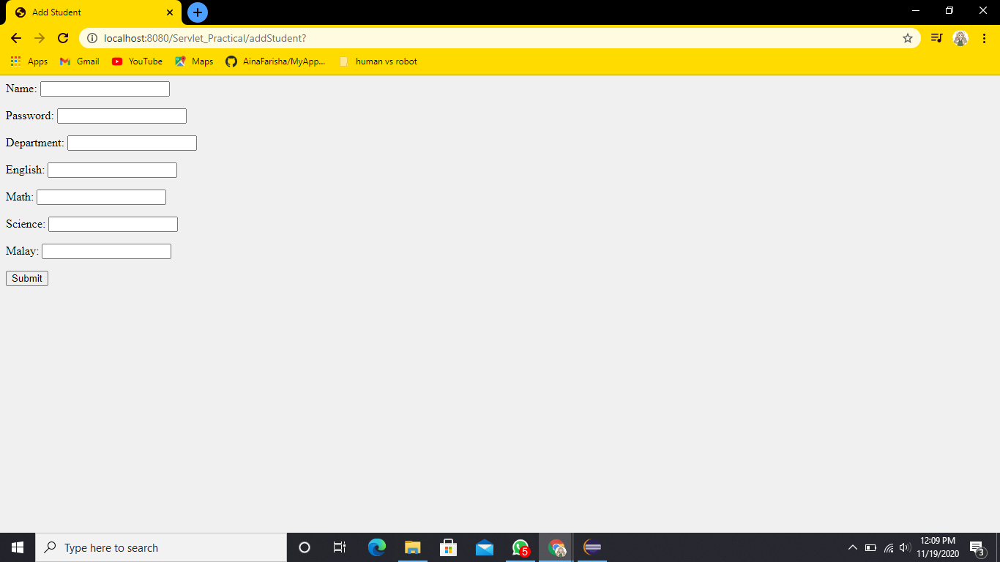 Add Student
localhost:8080/Servlet_Practical/addStudent?
Apps Gmail YouTube Maps AinaFarisha/MyApp... human vs robot
Name:
Password:
Department:
English:
Math:
Science:
Malay:
Submit
Type here to search
5
12:09 PM
11/19/2020
3